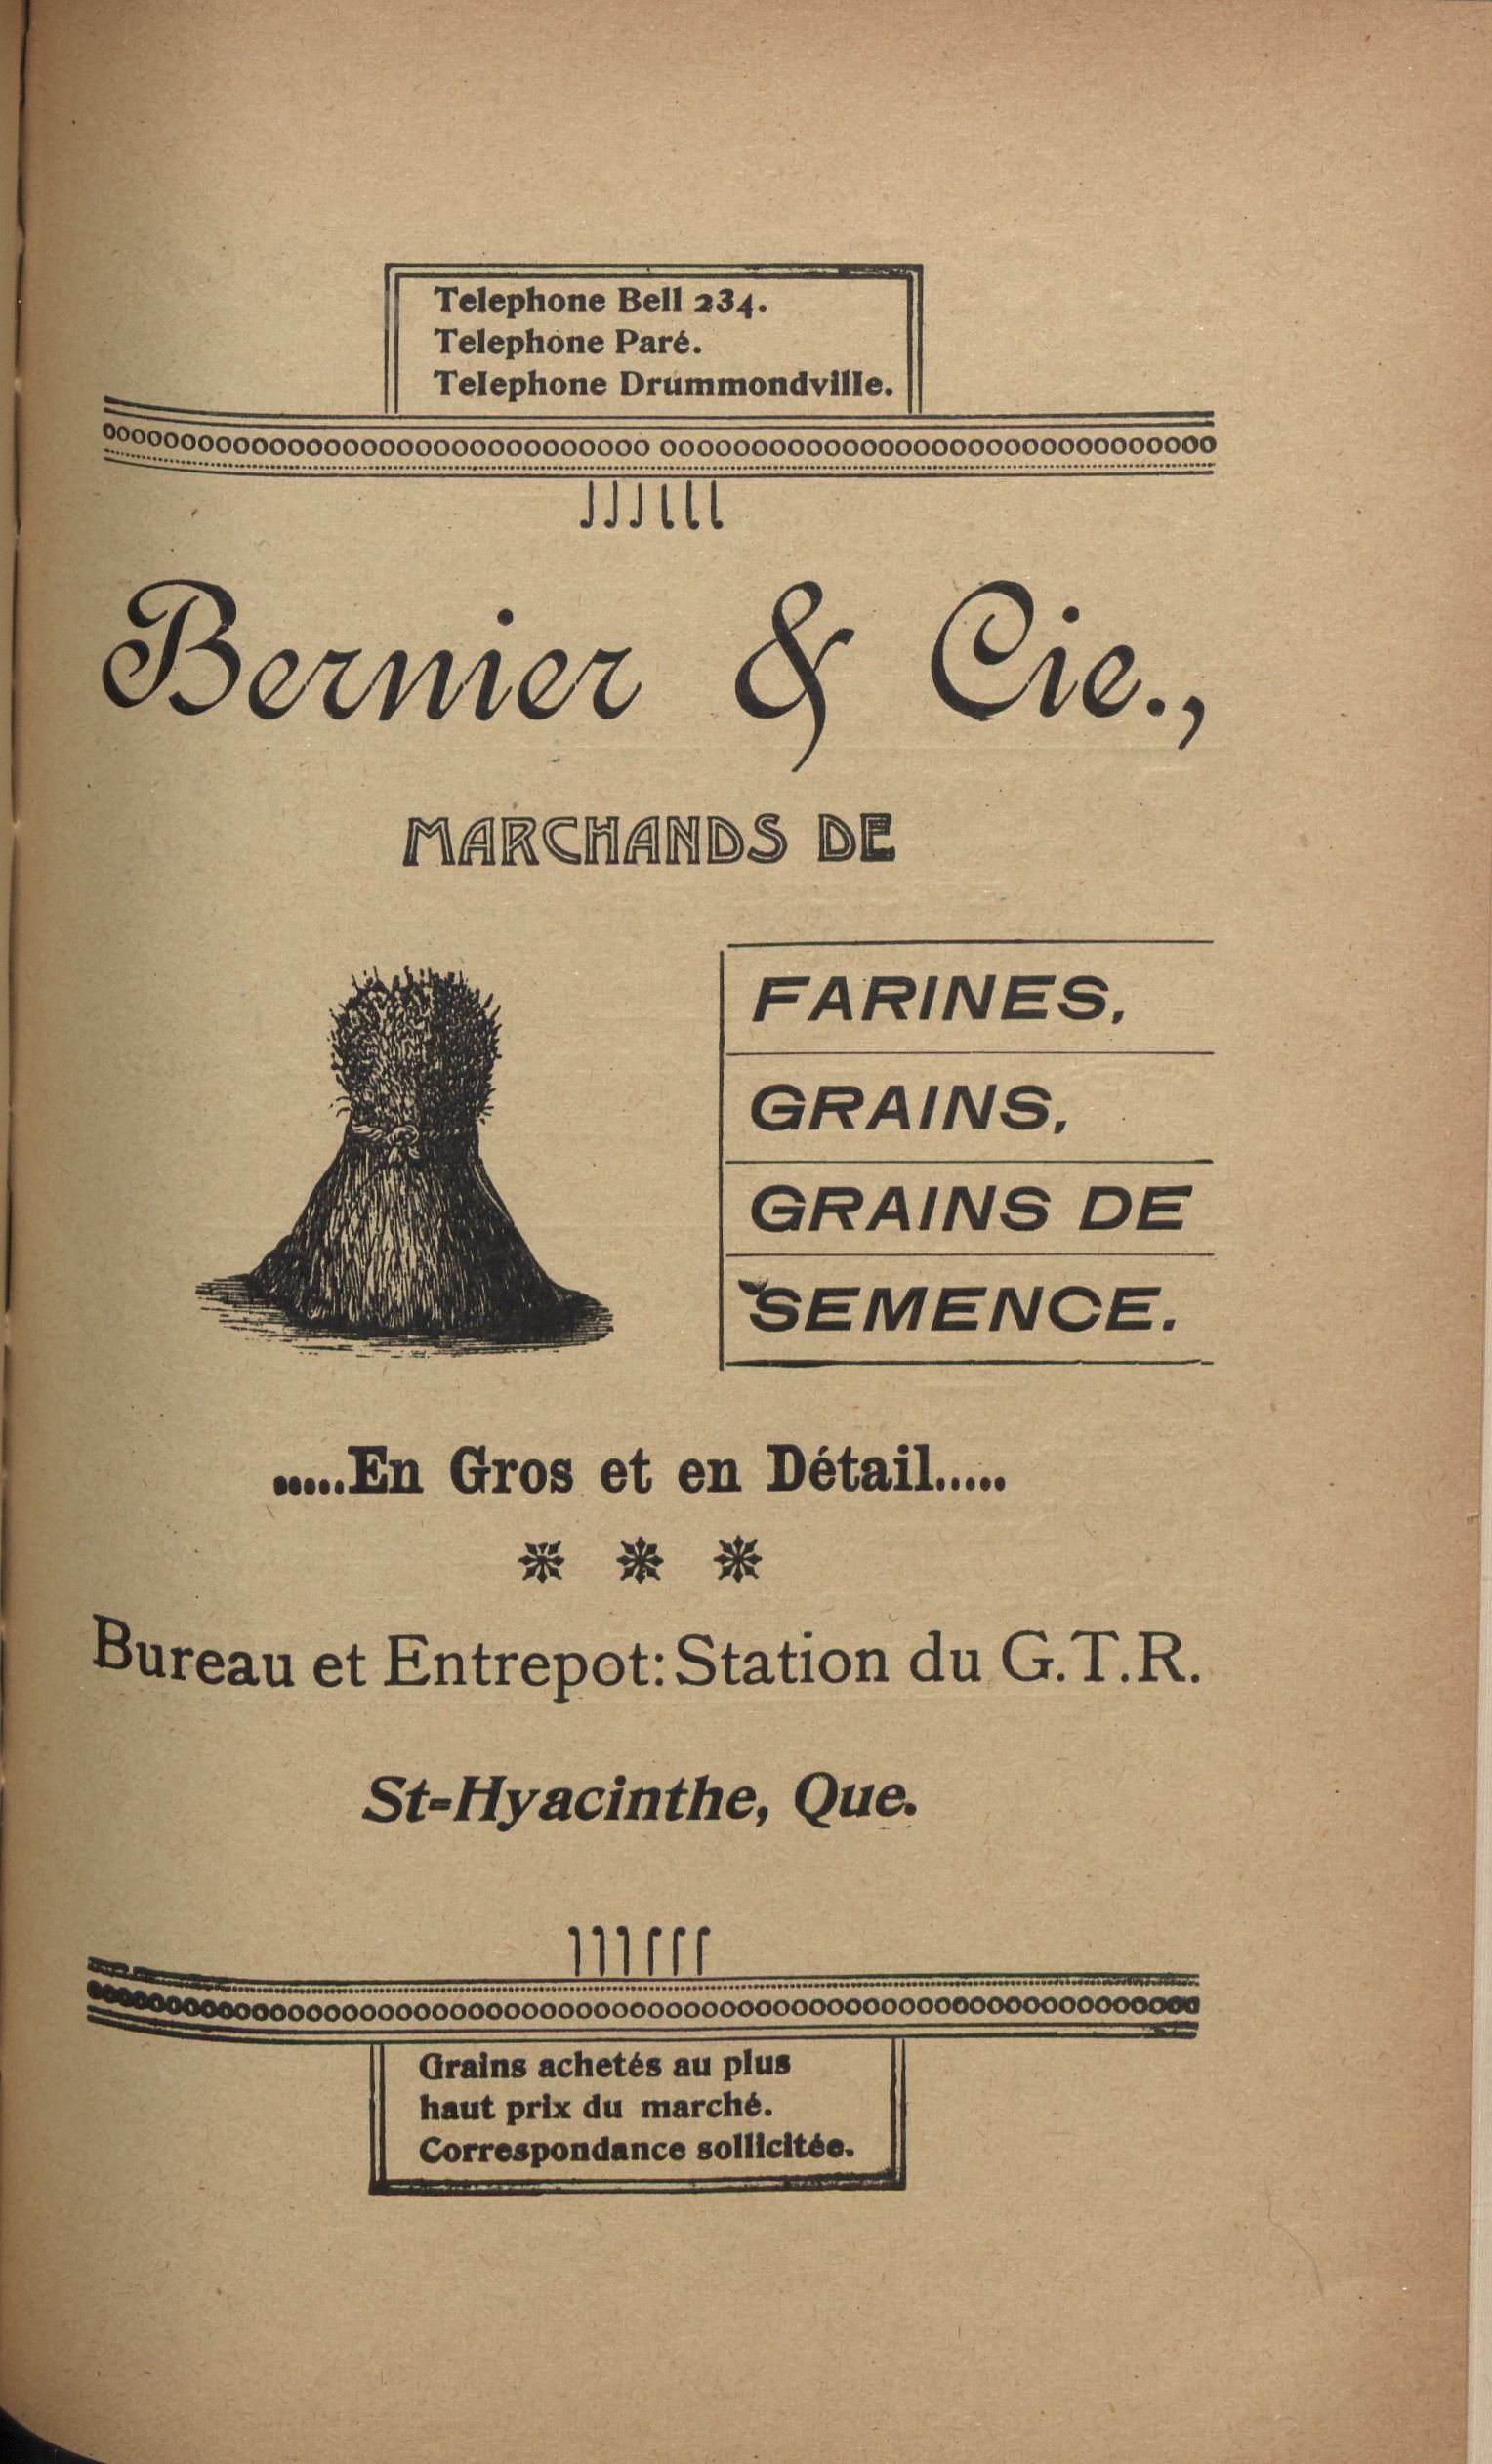 Telephone Bell 234.
Telephone Paré.
Telephone Drummondville.
Bernier & Cie.,
MARCHANDS DE
FARINES,
GRAINS,
GRAINS DE
SEMENCE.
.....En Gros et en Détail.....
Bureau et Entrepot: Station du G.T.R.
St-Hyacinthe, Que.
Grains achetés au plus
haut prix du marché.
Correspondance sollicitée.